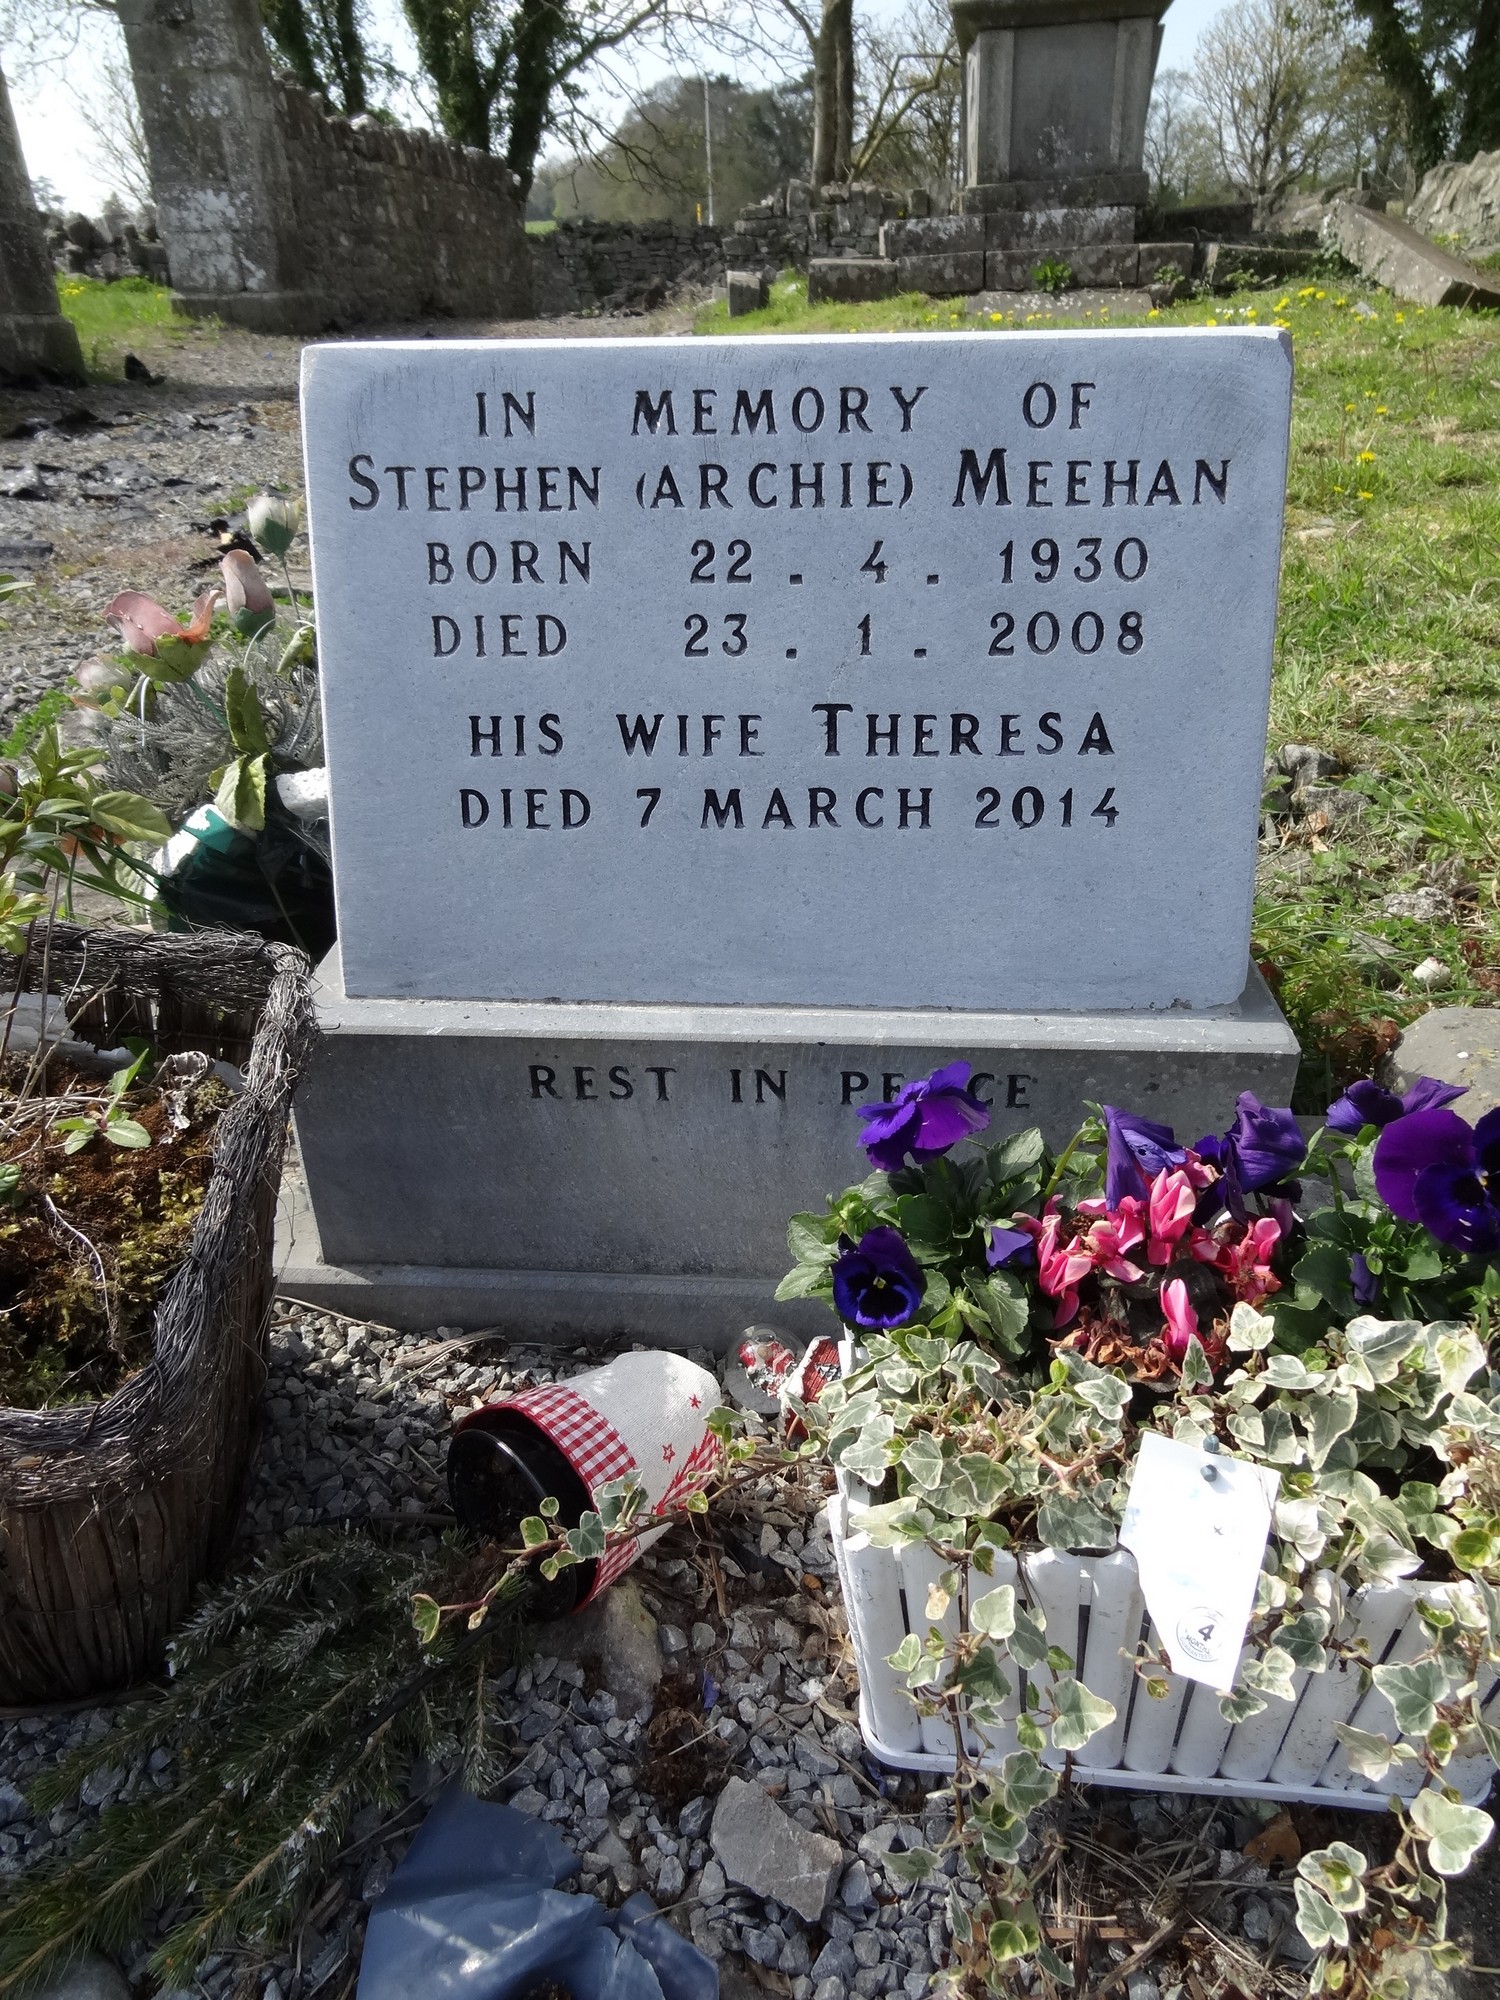 IN MEMORY OF
STEPHEN (ARCHIE) MEEHAN
BORN 22 . 4 . 1930
DIED 23 . 1 . 2008
HIS WIFE THERESA
DIED 7 MARCH 2014
REST IN PEACE
4